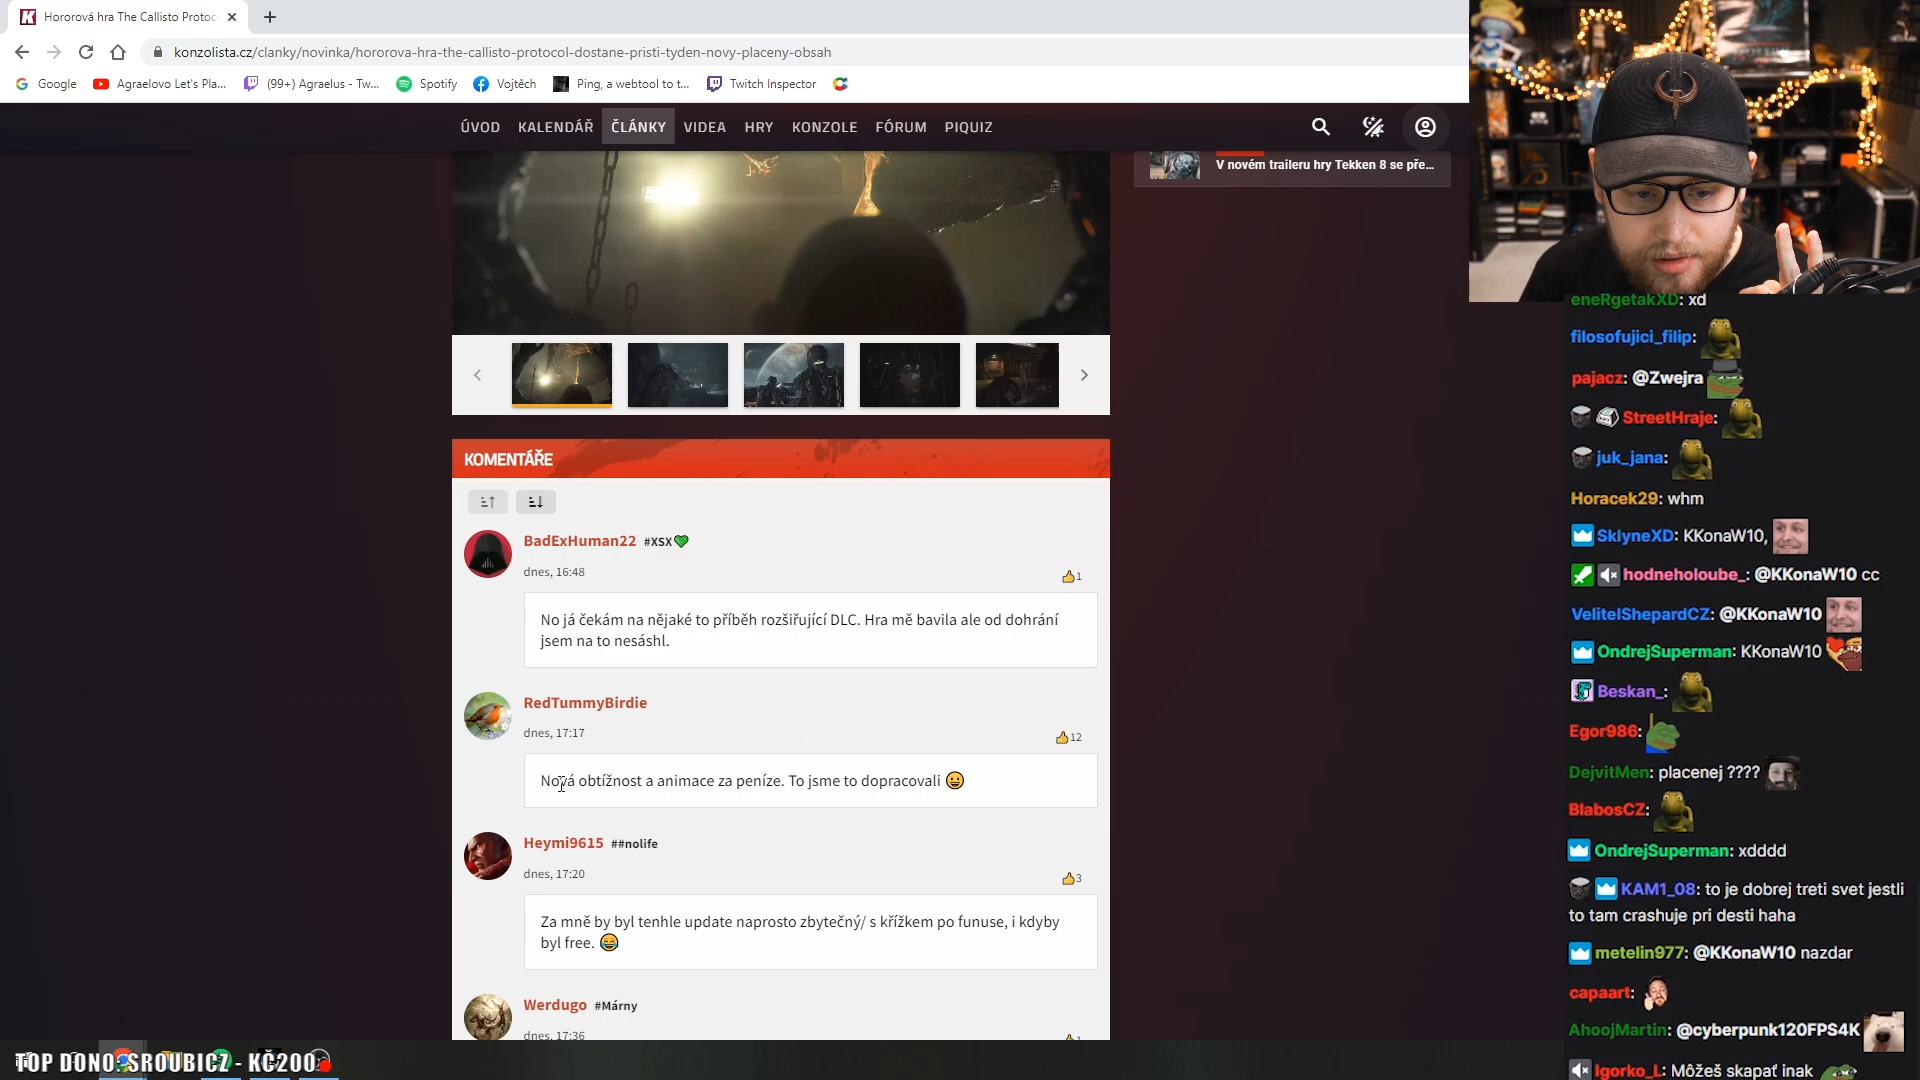 Hororová hra The Callisto Protoc
konzolista.cz/clanky/novinka/hororova-hra-the-callisto-protocol-dostane-pristi-tyden-novy-placeny-obsah
Google
Agraelovo Let's Pla...
(99+) Agraelus - Tw...
Spotify
Vojtěch
Ping, a webtool to t...
Twitch Inspector
ÚVOD
KALENDÁŘ
ČLÁNKY
VIDEA
HRY
KONZOLE
FÓRUM
PIQUIZ
V novém traileru hry Tekken 8 se pře...
KOMENTÁŘE
BadExHuman22 #XSX
dnes, 16:48
1
No já čekám na nějaké to příběh rozšiřující DLC. Hra mě bavila ale od dohrání
jsem na to nesáshl.
RedTummyBirdie
dnes, 17:17
12
Nová obtížnost a animace za peníze. To jsme to dopracovali 😀
Heymi9615 ##nolife
dnes, 17:20
3
Za mně by byl tenhle update naprosto zbytečný/ s křížkem po funuse, i kdyby
byl free. 😂
Werdugo #Márny
dnes, 17:36
1
eneRgetakXD: xd
filosofujici_filip:
pajacz: @Zwejra
StreetHraje:
juk_jana:
Horacek29: whm
SklyneXD: KKonaW10,
hodneholoube_: @KKonaW10 cc
VelitelShepardCZ: @KKonaW10
OndrejSuperman: KKonaW10
Beskan_:
Egor986:
DejvitMen: placenej ????
BlabosCZ:
OndrejSuperman: xdddd
KAM1_08: to je dobrej treti svet jestli
to tam crashuje pri desti haha
metelin977: @KKonaW10 nazdar
capaart:
AhoojMartin: @cyberpunk120FPS4K
Igorko_L: Môžeš skapať inak
TOP DONO: SROUBICZ - KČ200